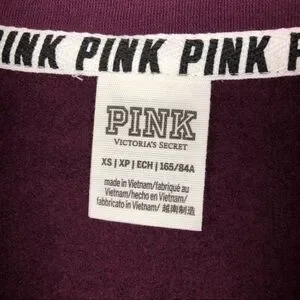 INK PINK PINK PINK
PINK
VICTORIA'S SECRET
XS | XP | ECH | 165/84A
made in Vietnam/fabriqué au
Vietnam/hecho en Vietnam/
fabbricato in Vietnam/ 越南制造